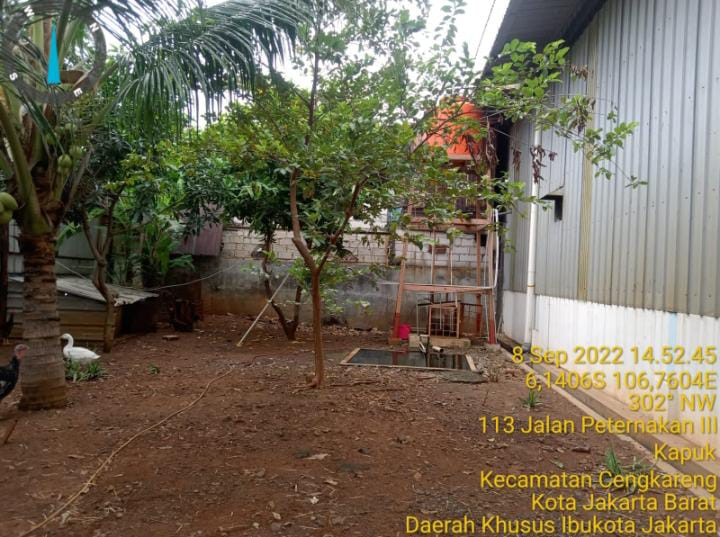 S
8 Sep 2022 14.52.45
6,1406S 106,7604E
302° NW
113 Jalan Peternakan III
Kapuk
Kecamatan Cengkareng
Kota Jakarta Barat
Daerah Khusus Ibukota Jakarta